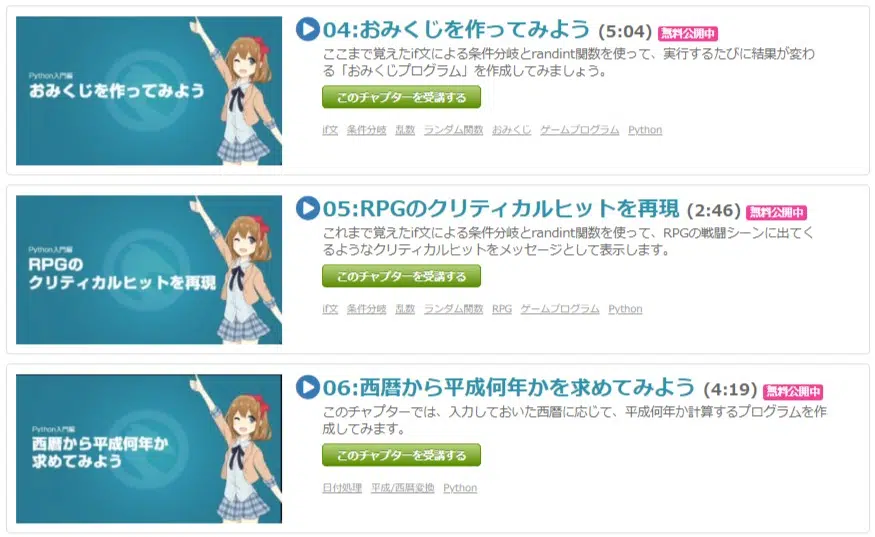 Python入門編
おみくじを作ってみよう
04:おみくじを作ってみよう (5:04) 無料公開中
ここまで覚えたif文による条件分岐とrandint関数を使って、実行するたびに結果が変わ
る「おみくじプログラム」を作成してみましょう。
このチャプターを受講する
if文 条件分岐 乱数 ランダム関数 おみくじ ゲームプログラム Python
Python入門編
RPGの
クリティカルヒットを再現
05:RPGのクリティカルヒットを再現 (2:46) 無料公開中
これまで覚えたif文による条件分岐とrandint関数を使って、RPGの戦闘シーンに出てく
るようなクリティカルヒットをメッセージとして表示します。
このチャプターを受講する
if文 条件分岐 乱数 ランダム関数 RPG ゲームプログラム Python
Python入門編
西暦から平成何年か
求めてみよう
06:西暦から平成何年かを求めてみよう (4:19) 無料公開中
このチャプターでは、入力しておいた西暦に応じて、平成何年か計算するプログラムを作
成してみます。
このチャプターを受講する
日付処理 平成/西暦変換 Python